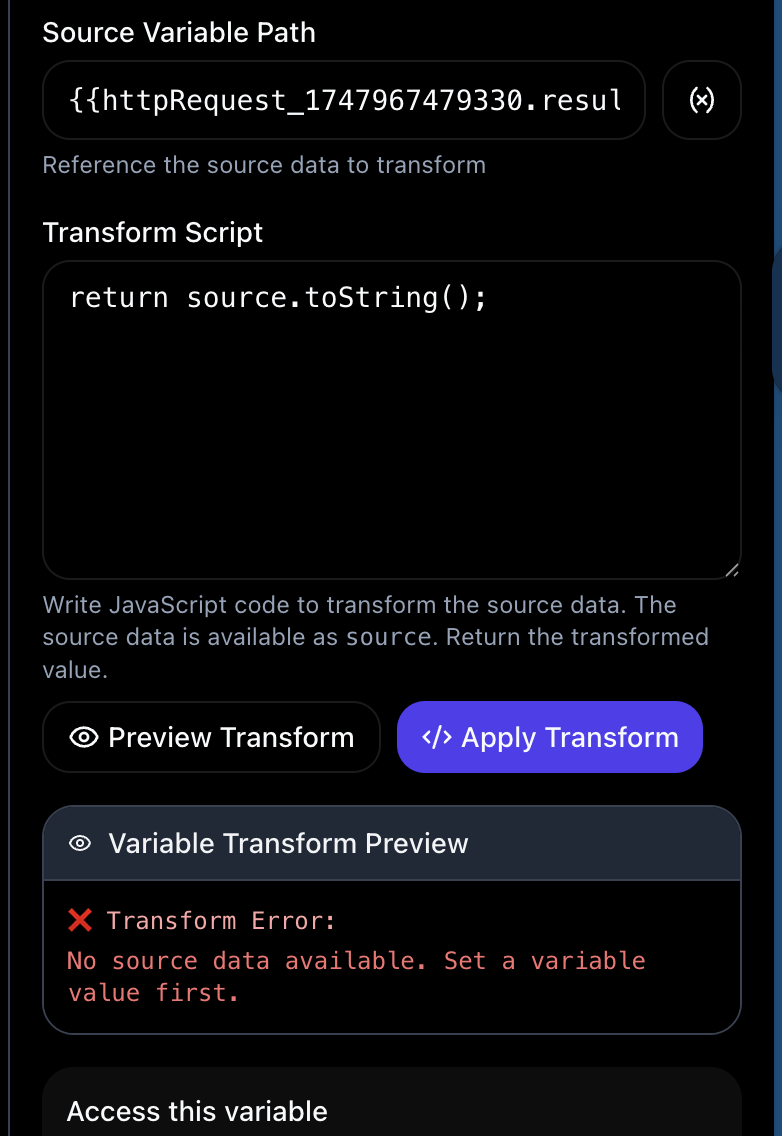 Source Variable Path
{{httpRequest_1747967479330.resul
(x)
Reference the source data to transform
Transform Script
return source.toString();
Write JavaScript code to transform the source data. The
source data is available as source. Return the transformed
value.
Preview Transform
</> Apply Transform
Variable Transform Preview
❌ Transform Error:
No source data available. Set a variable
value first.
Access this variable